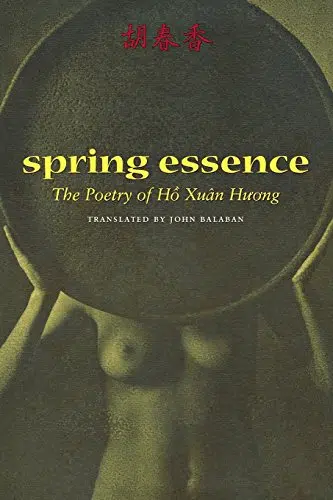 胡春香
spring essence
The Poetry of Hồ Xuân Hương
TRANSLATED BY JOHN BALABAN